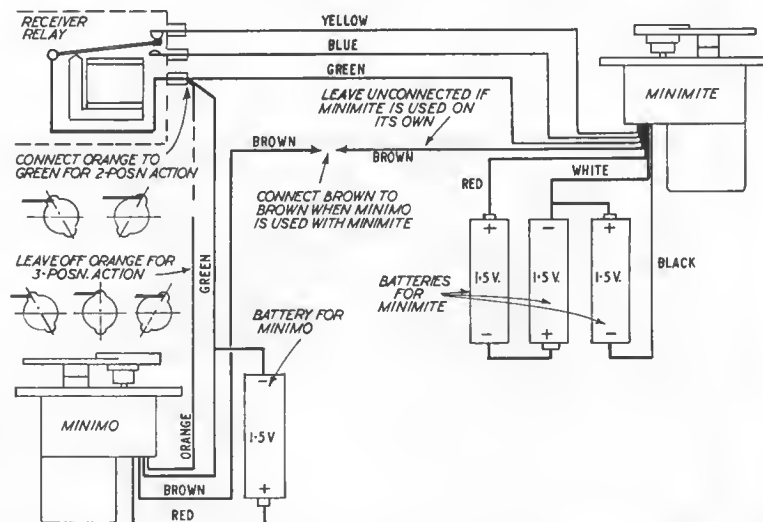 RECEIVER
RELAY
YELLOW
BLUE
GREEN
LEAVE UNCONNECTED IF
MINIMITE IS USED ON
ITS OWN
MINIMITE
BROWN
BROWN
CONNECT ORANGE TO
GREEN FOR 2-POSN ACTION
CONNECT BROWN TO
BROWN WHEN MINIMO
IS USED WITH MINIMITE
RED
WHITE
BLACK
+
-
+
1·5 V.
1·5 V.
1·5 V.
-
+
-
BATTERIES
FOR
MINIMITE
LEAVE OFF ORANGE FOR
3-POSN. ACTION
GREEN
BATTERY FOR
MINIMO
-
1·5 V
+
MINIMO
ORANGE
BROWN
RED